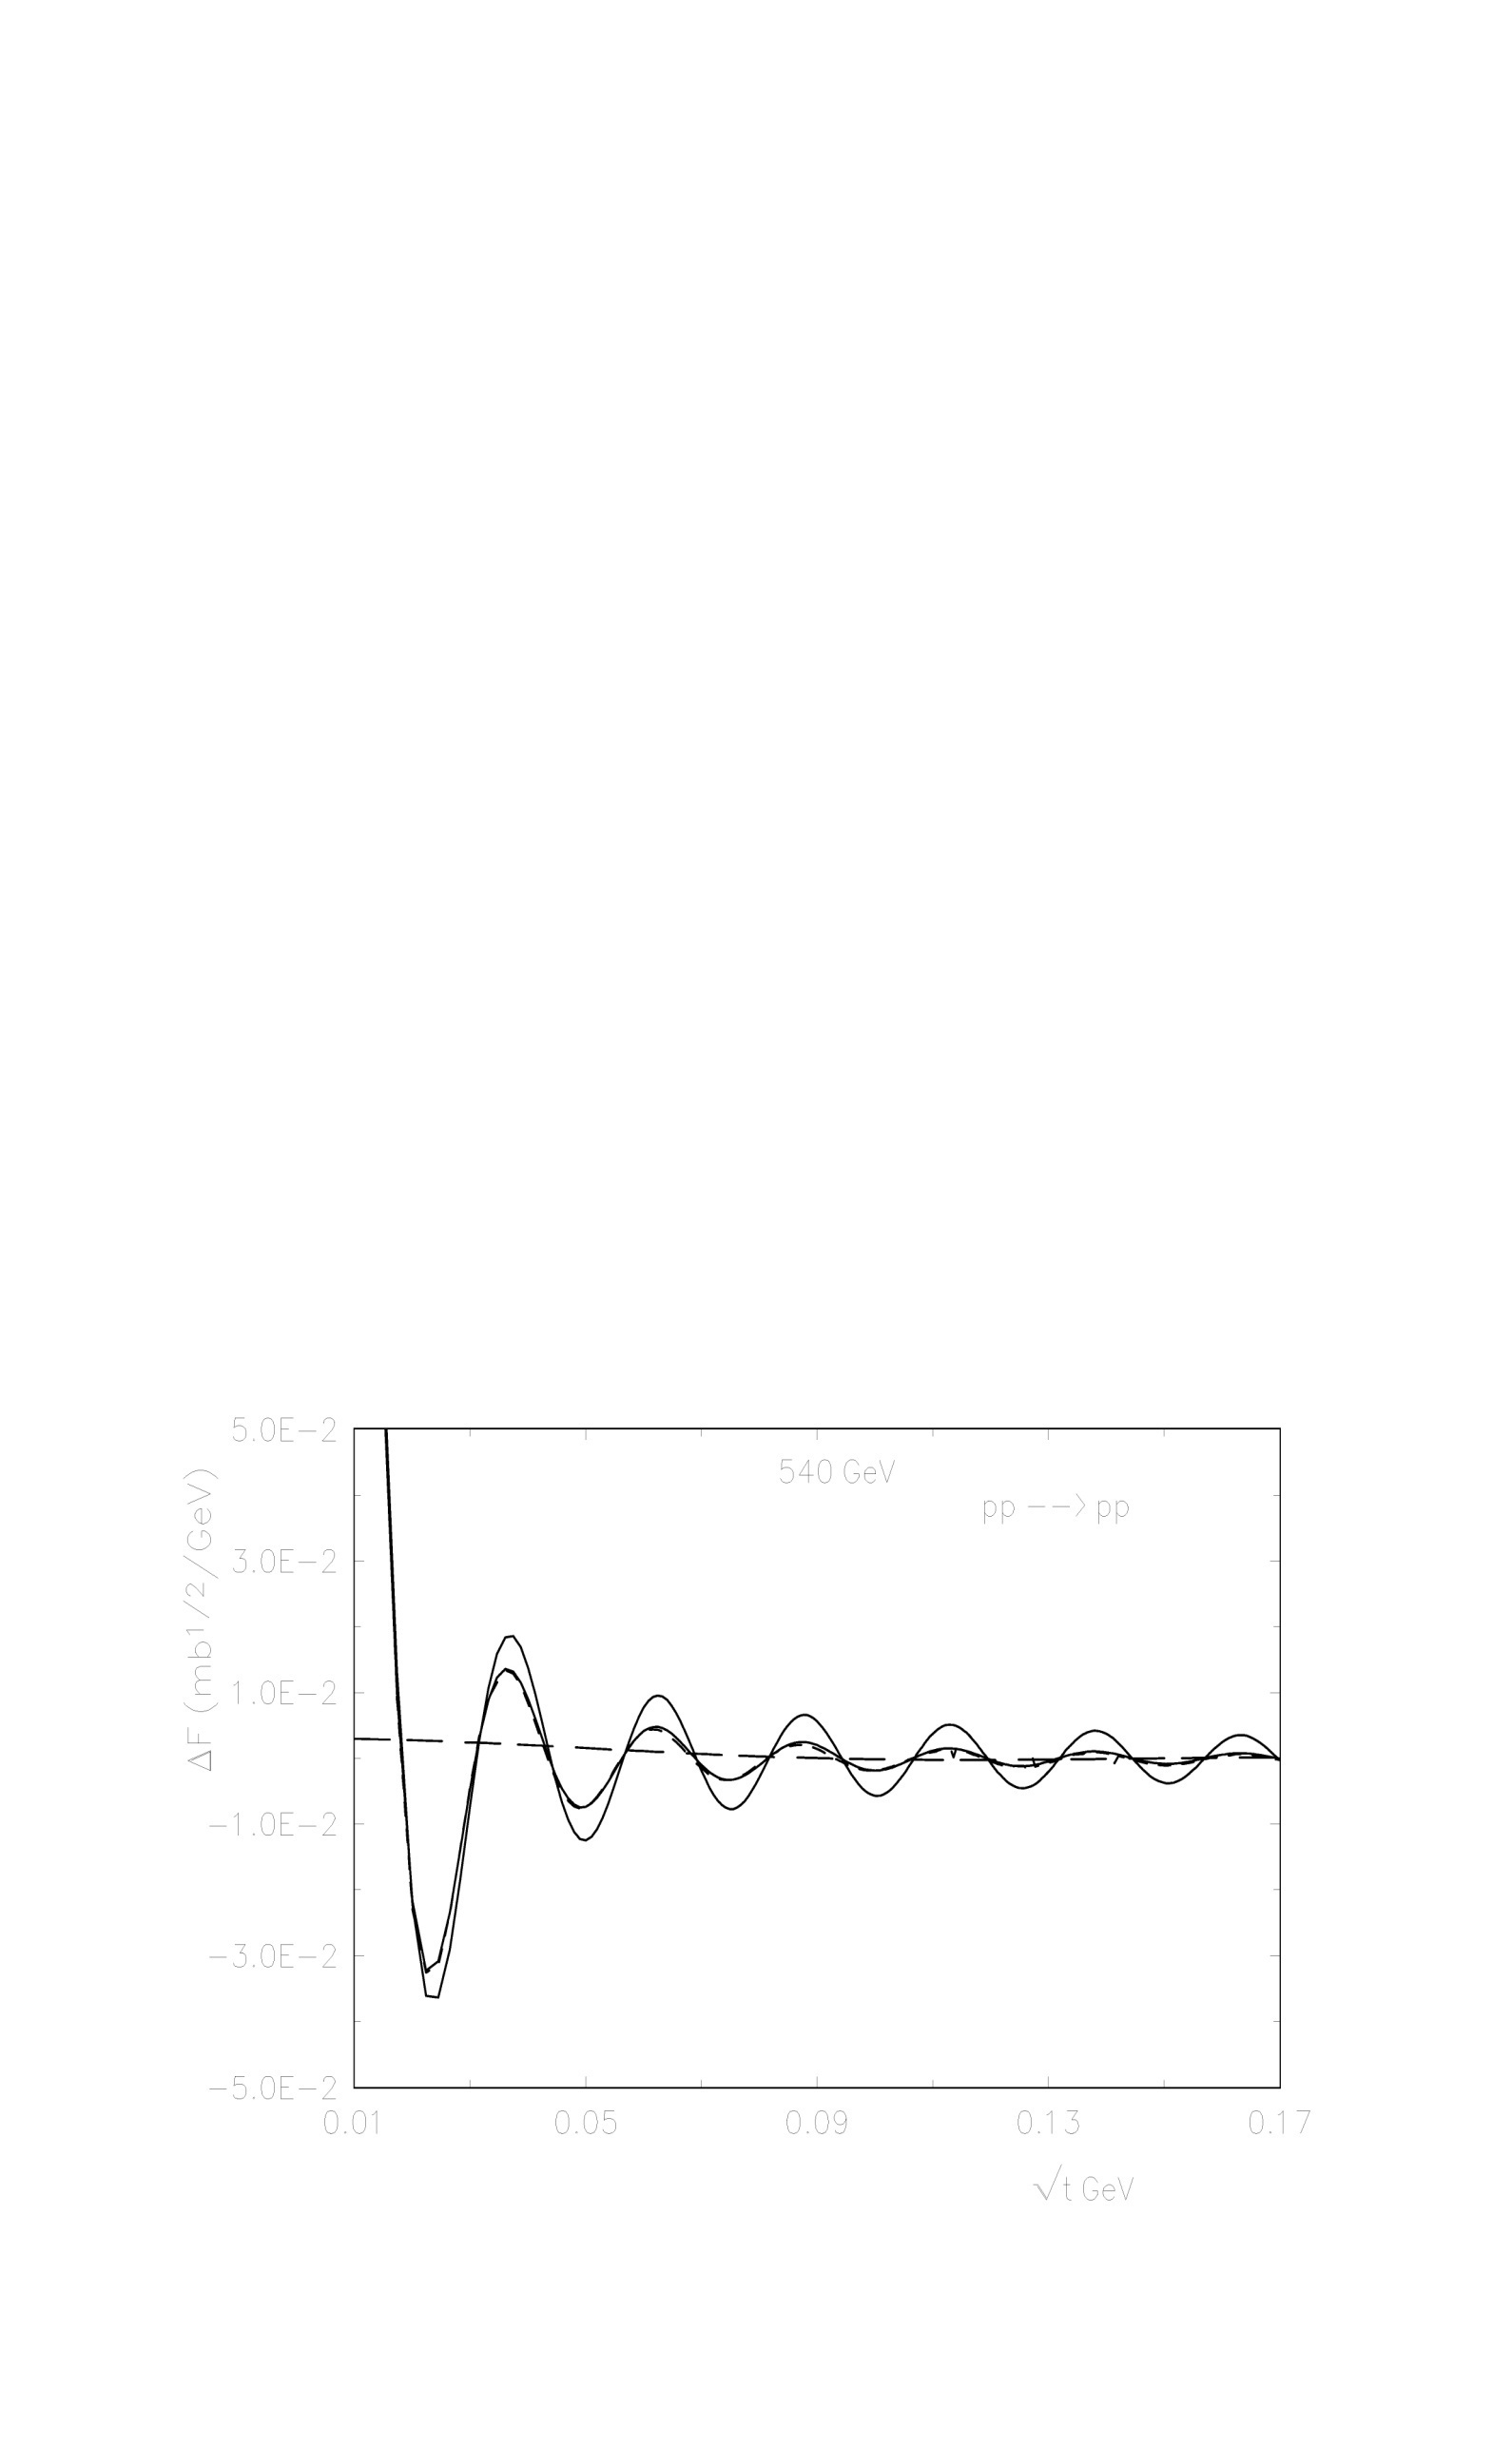 5.0E-2
540 GeV
pp --> pp
3.0E-2
1.0E-2
-1.0E-2
-3.0E-2
-5.0E-2
ΔF (mb1/2/GeV)
0.01 0.05 0.09 0.13 0.17
√t GeV